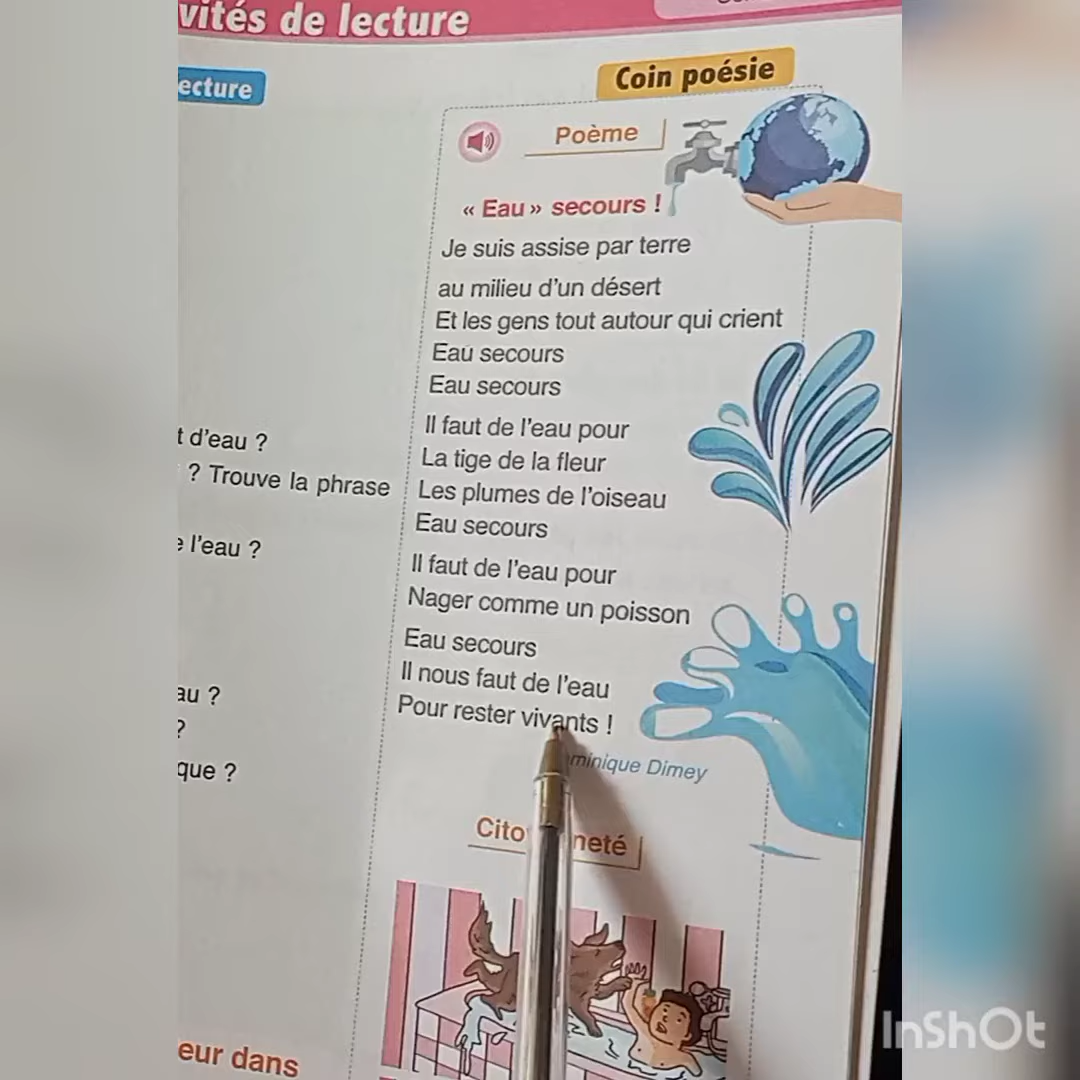 vités de lecture
ecture
Coin poésie
Poème
« Eau » secours !
Je suis assise par terre
au milieu d'un désert
Et les gens tout autour qui crient
Eau secours
Eau secours
Il faut de l'eau pour
La tige de la fleur
Les plumes de l'oiseau
Eau secours
Il faut de l'eau pour
Nager comme un poisson
Eau secours
Il nous faut de l'eau
Pour rester vivants !
minique Dimey
t d'eau ?
? Trouve la phrase
e l'eau ?
au ?
?
que ?
Cito neté
eur dans
InShOt